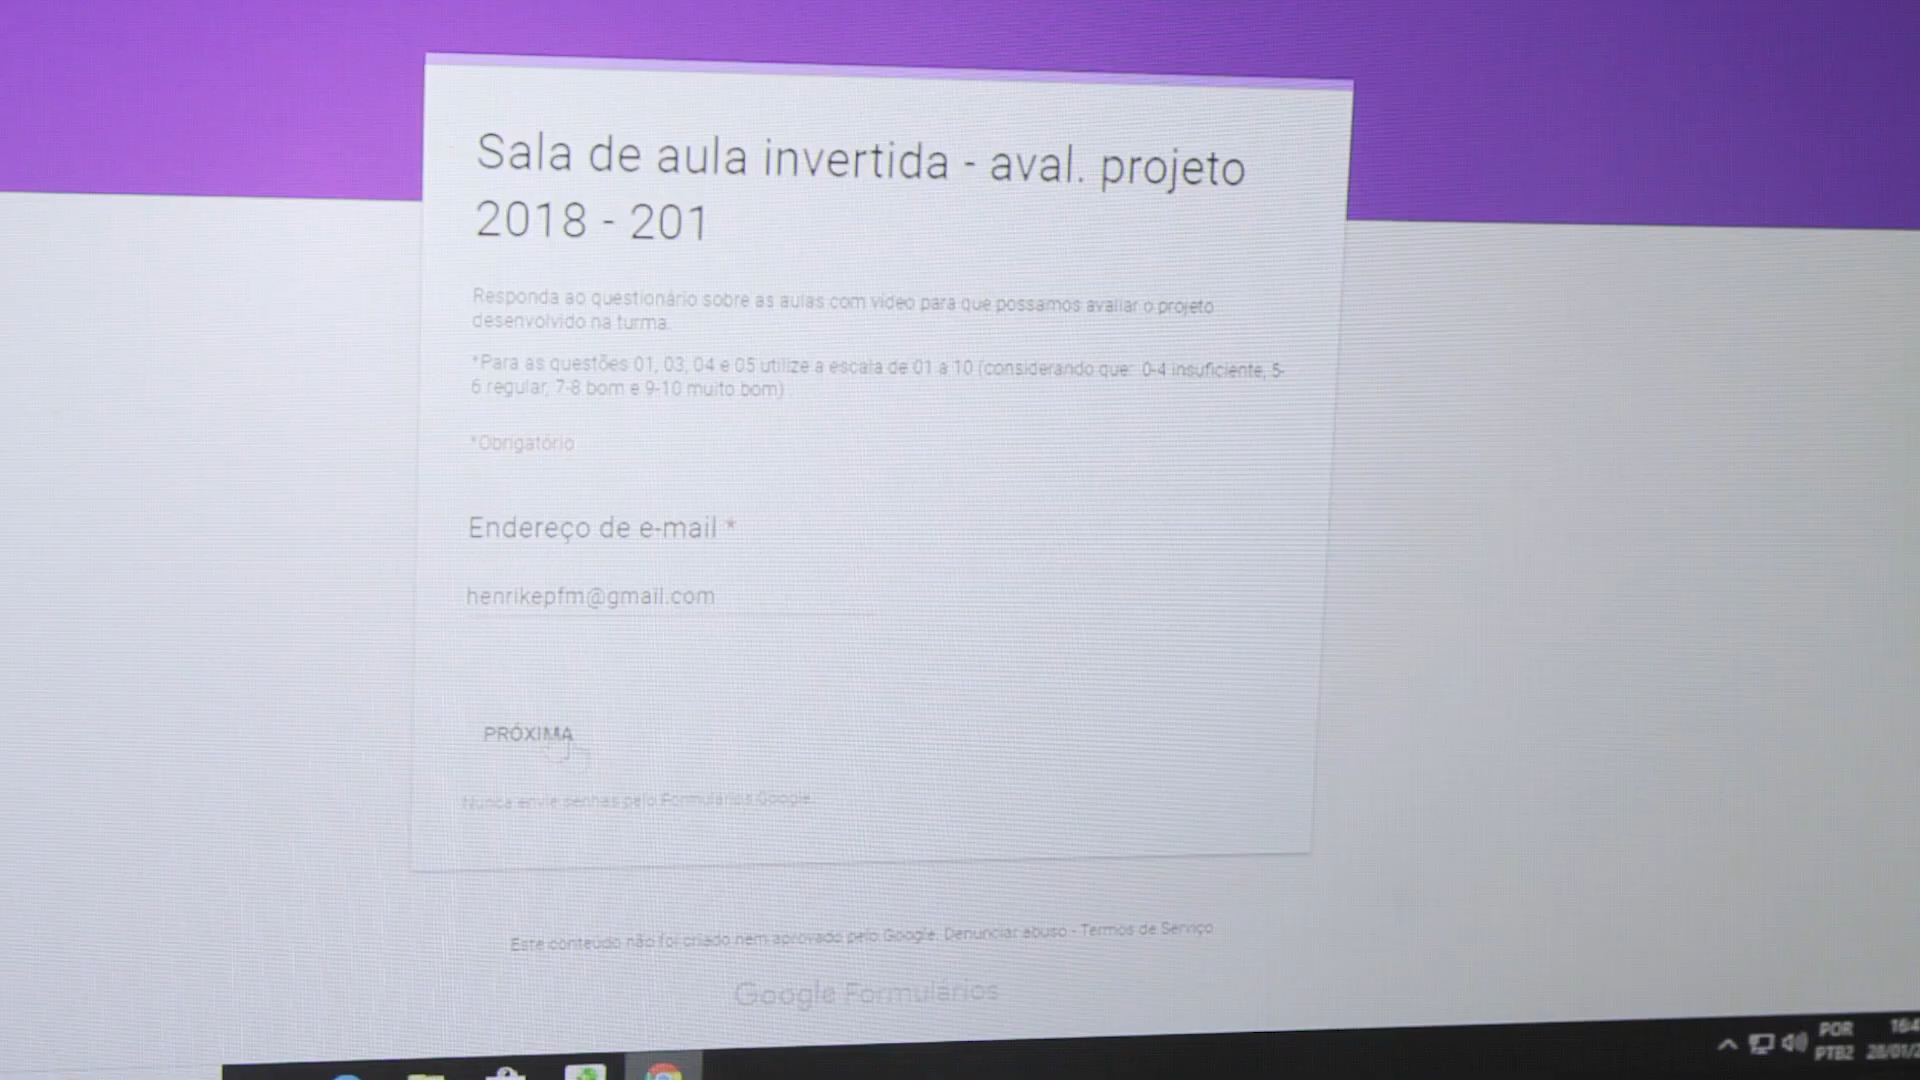 Sala de aula invertida - aval. projeto
2018 - 201
Responda ao questionário sobre as aulas com vídeo para que possamos avaliar o projeto
desenvolvido na turma.
*Para as questões 01, 03, 04 e 05 utilize a escala de 01 a 10 (considerando que: 0-4 insuficiente, 5-
6 regular, 7-8 bom e 9-10 muito bom)
*Obrigatório
Endereço de e-mail *
henrikepfm@gmail.com
PRÓXIMA
Nunca envie senhas pelo Formulários Google.
Este conteúdo não foi criado nem aprovado pelo Google. Denunciar abuso - Termos de Serviço
Google Formulários
POR
PTB2